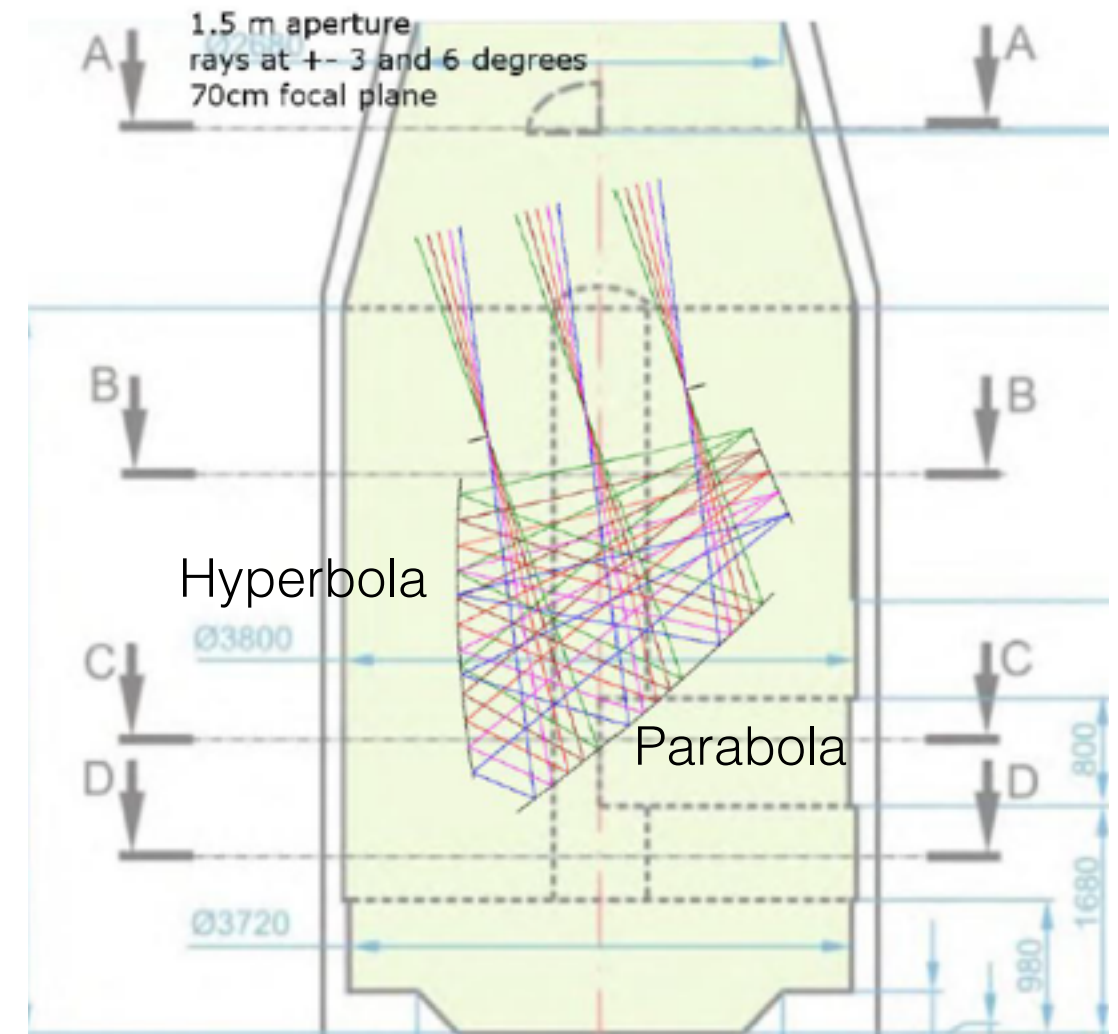 1.5 m aperture
Ø2680
rays at +- 3 and 6 degrees
70cm focal plane
A
A
B
B
Hyperbola
Ø3800
C
C
Parabola
800
D
D
1680
Ø3720
980